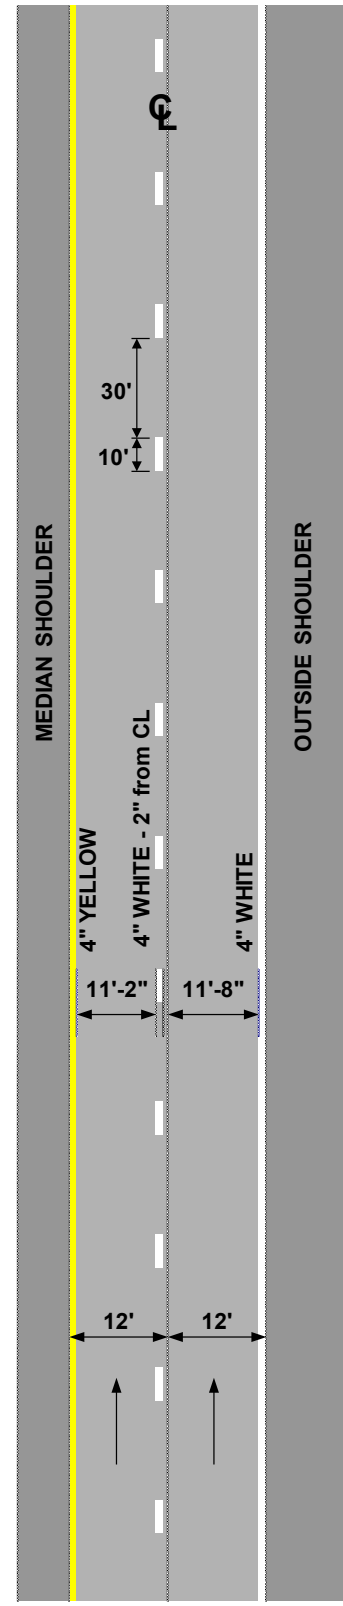 ℄
30'
10'
MEDIAN SHOULDER
OUTSIDE SHOULDER
4" YELLOW
4" WHITE - 2" from CL
4" WHITE
11'-2"
11'-8"
12'
12'